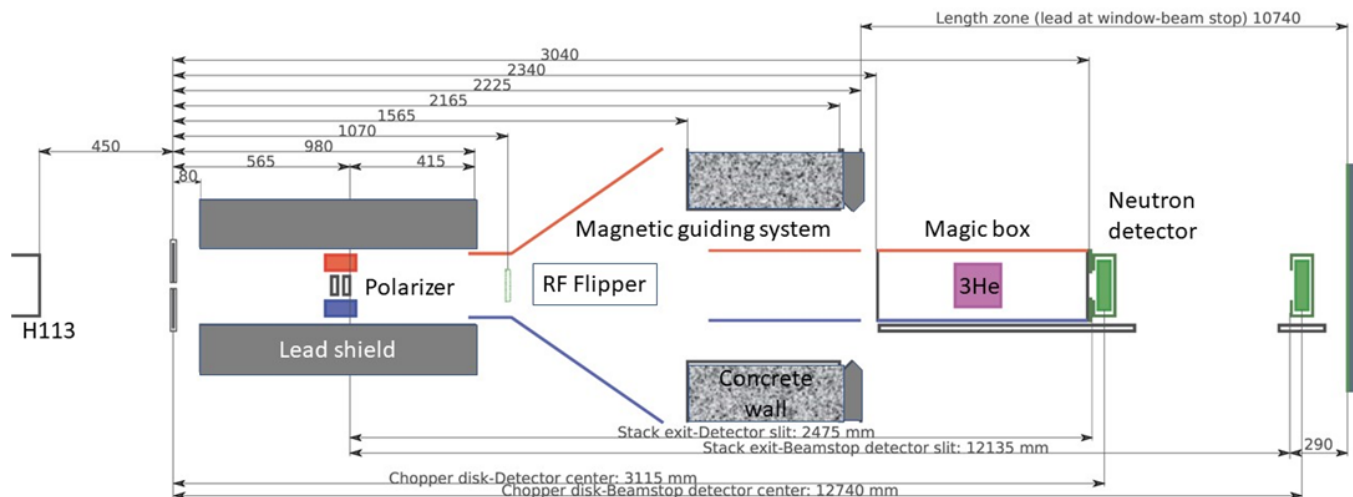 Length zone (lead at window-beam stop) 10740
3040
2340
2225
2165
1565
1070
450
980
565
415
80
Magnetic guiding system
Magic box
Neutron
detector
H113
Polarizer
RF Flipper
3He
Lead shield
Concrete
wall
Stack exit-Detector slit: 2475 mm
Stack exit-Beamstop detector slit: 12135 mm
290
Chopper disk-Detector center: 3115 mm
Chopper disk-Beamstop detector center: 12740 mm